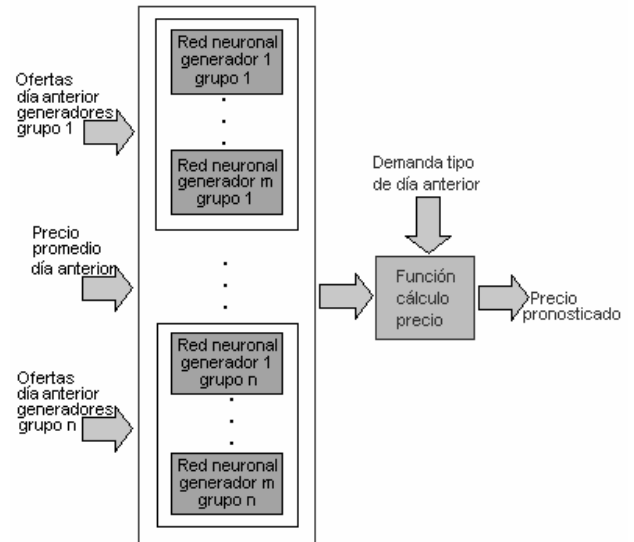 Ofertas
día anterior
generadores
grupo 1
Red neuronal
generador 1
grupo 1
Red neuronal
generador m
grupo 1
Precio
promedio
día anterior
Demanda tipo
de día anterior
Función
cálculo
precio
Precio
pronosticado
Ofertas
día anterior
generadores
grupo n
Red neuronal
generador 1
grupo n
Red neuronal
generador m
grupo n